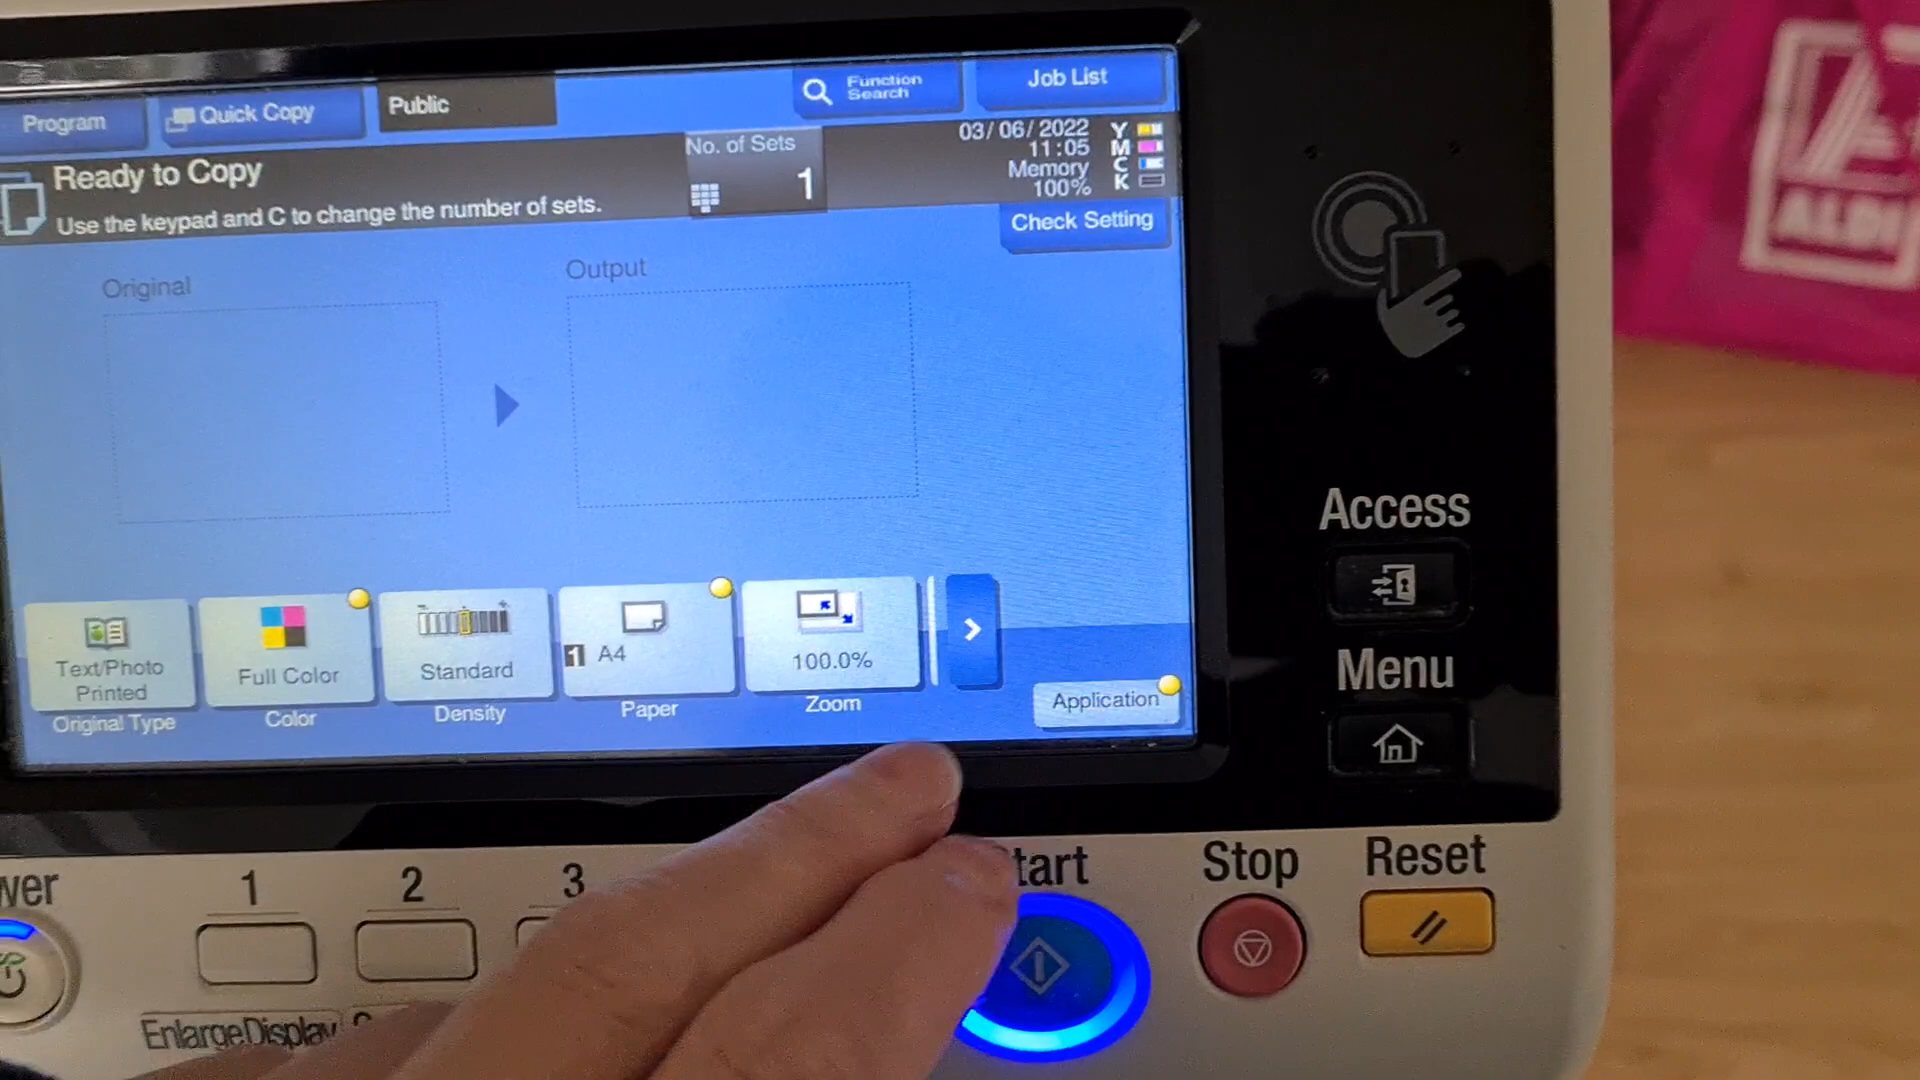 Program
Quick Copy
Public
Function
Search
Job List
Ready to Copy
Use the keypad and C to change the number of sets.
No. of Sets
1
03/06/2022
11:05
Memory
100%
Y
M
C
K
Check Setting
Original
Output
Text/Photo
Printed
Original Type
Full Color
Color
Standard
Density
1 A4
Paper
100.0%
Zoom
Application
Access
Menu
wer
1
2
3
tart
Stop
Reset
EnlargeDisplay
ALDI